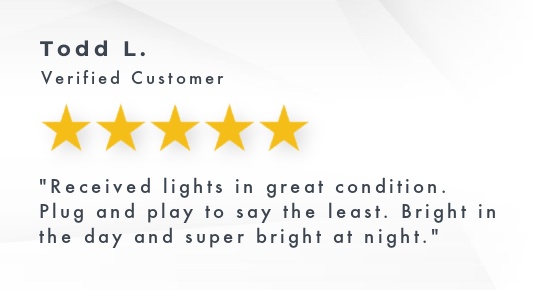 Todd L.
Verified Customer
"Received lights in great condition.
Plug and play to say the least. Bright in
the day and super bright at night."